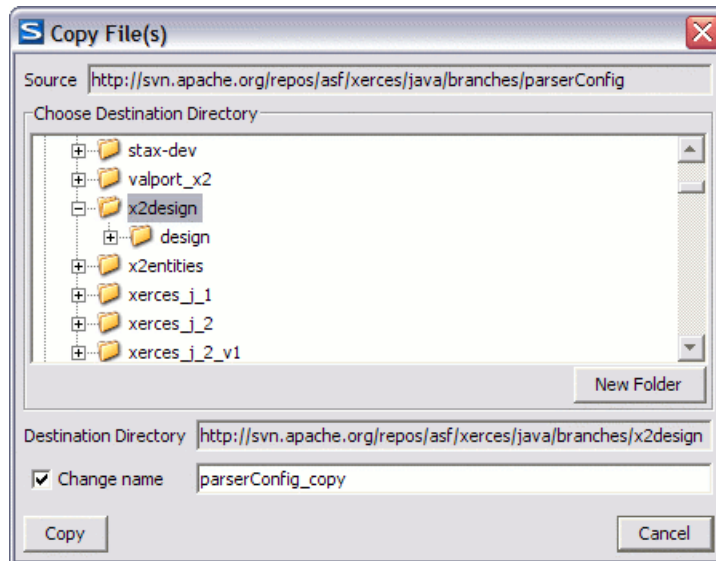 Copy File(s)
Source http://svn.apache.org/repos/asf/xerces/java/branches/parserConfig
Choose Destination Directory
stax-dev
valport_x2
x2design
design
x2entities
xerces_j_1
xerces_j_2
xerces_j_2_v1
New Folder
Destination Directory http://svn.apache.org/repos/asf/xerces/java/branches/x2design
Change name parserConfig_copy
Copy Cancel